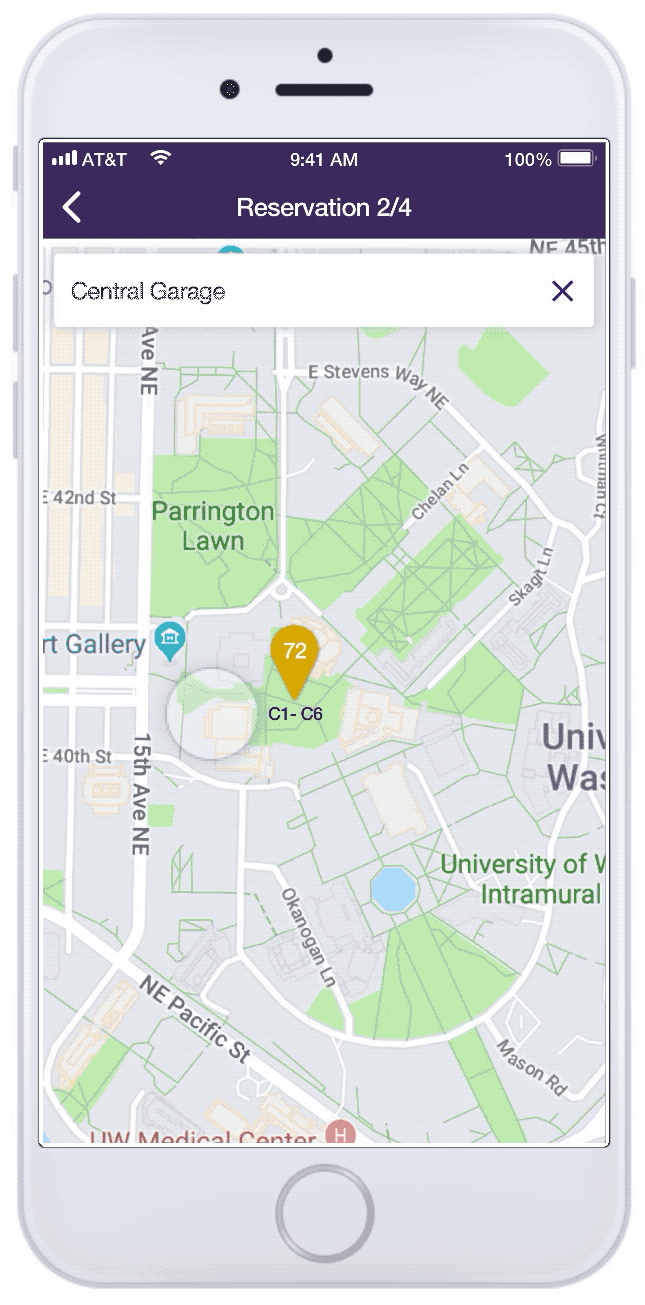 AT&T
9:41 AM
100%
Reservation 2/4
NE 45th
Central Garage
Ave NE
E Stevens Way NE
Whitman Ct
E 42nd St
Chelan Ln
Parrington
Lawn
Skagit Ln
rt Gallery
72
C1- C6
15th Ave NE
E 40th St
Univ
Was
University of W
Intramural
Okanogan Ln
NE Pacific St
Mason Rd
UW Medical Center
H